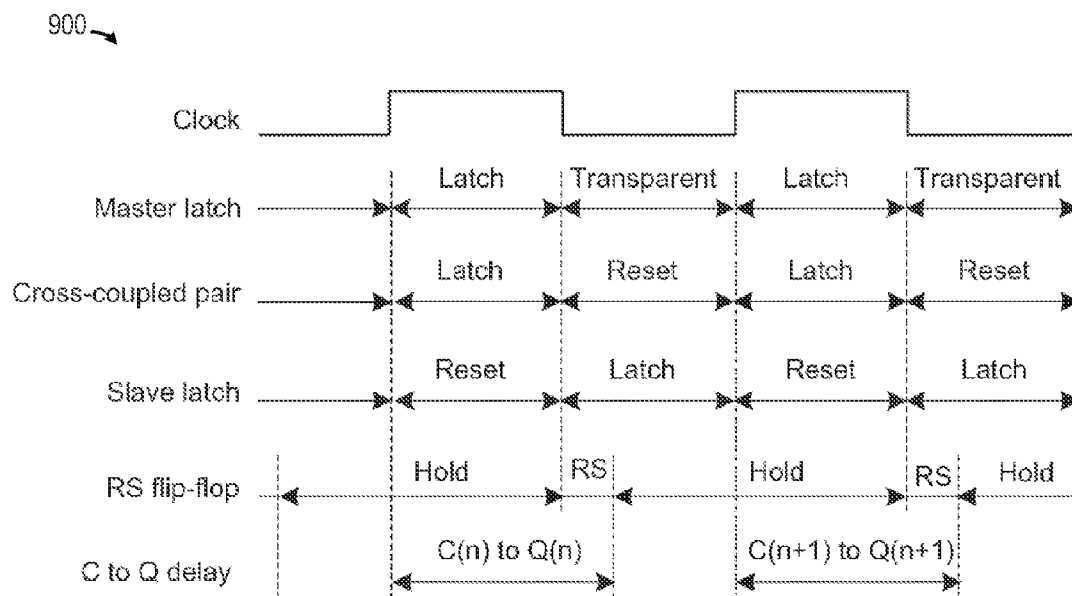 900
Clock
Master latch Latch Transparent Latch Transparent
Cross-coupled pair Latch Reset Latch Reset
Slave latch Reset Latch Reset Latch
RS flip-flop Hold RS Hold RS Hold
C to Q delay C(n) to Q(n) C(n+1) to Q(n+1)